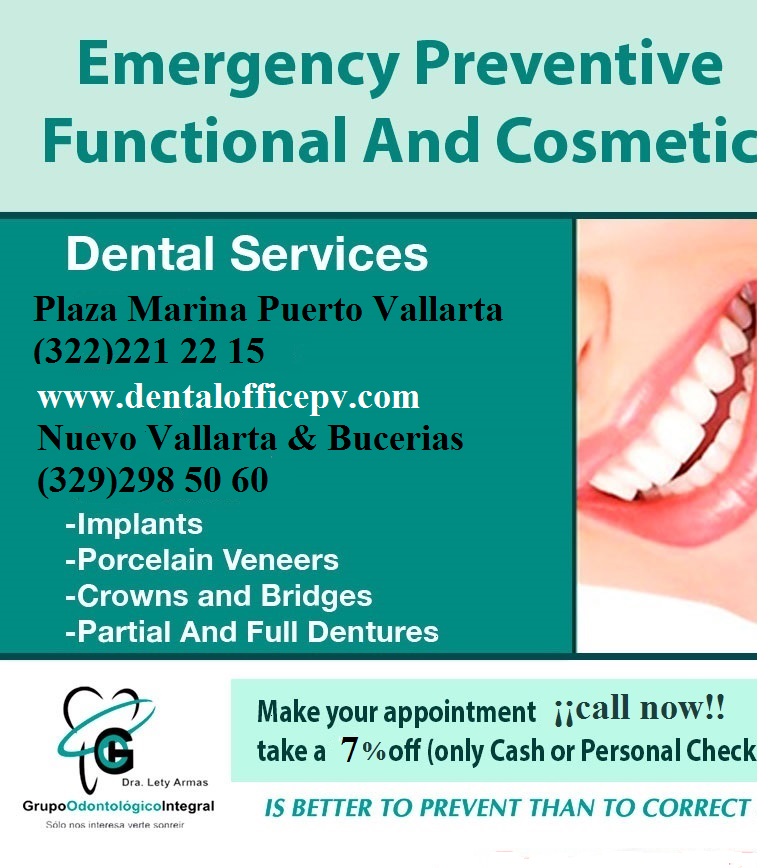 Emergency Preventive
Functional And Cosmetic
Dental Services
Plaza Marina Puerto Vallarta
(322)221 22 15
www.dentalofficepv.com
Nuevo Vallarta & Bucerias
(329)298 50 60
-Implants
-Porcelain Veneers
-Crowns and Bridges
-Partial And Full Dentures
G
Dra. Lety Armas
GrupoOdontológicoIntegral
Sólo nos interesa verte sonreir
Make your appointment ¡¡call now!!
take a 7%off (only Cash or Personal Check
IS BETTER TO PREVENT THAN TO CORRECT